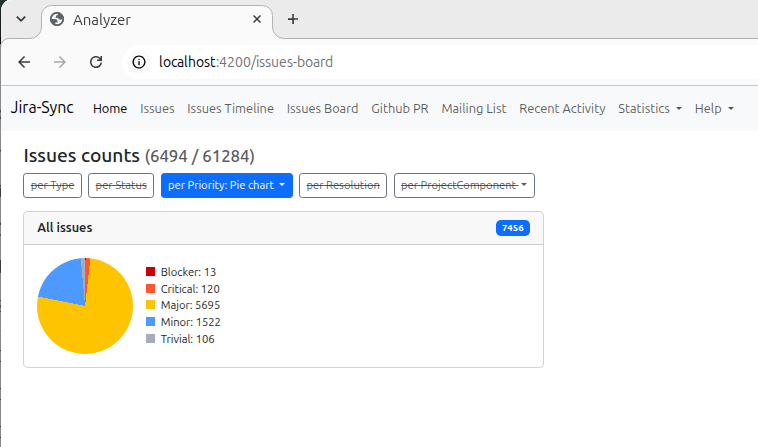 Analyzer
localhost:4200/issues-board
Jira-Sync Home Issues Issues Timeline Issues Board Github PR Mailing List Recent Activity Statistics Help
Issues counts (6494 / 61284)
per Type per Status per Priority: Pie chart per Resolution per ProjectComponent
All issues 7456
Blocker: 13
Critical: 120
Major: 5695
Minor: 1522
Trivial: 106